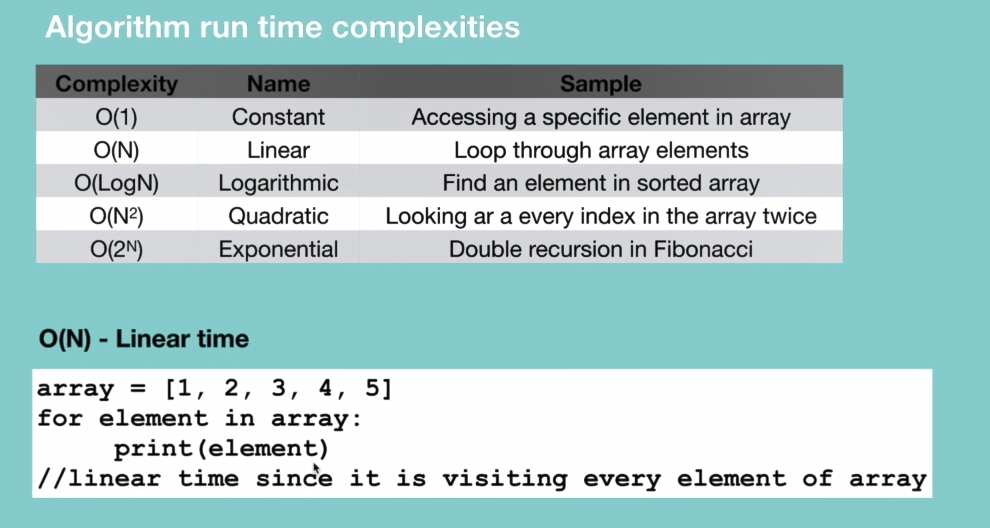 Algorithm run time complexities
Complexity Name Sample
O(1) Constant Accessing a specific element in array
O(N) Linear Loop through array elements
O(LogN) Logarithmic Find an element in sorted array
O(N²) Quadratic Looking ar a every index in the array twice
O(2ᴺ) Exponential Double recursion in Fibonacci
O(N) - Linear time
array = [1, 2, 3, 4, 5]
for element in array:
print(element)
//linear time since it is visiting every element of array